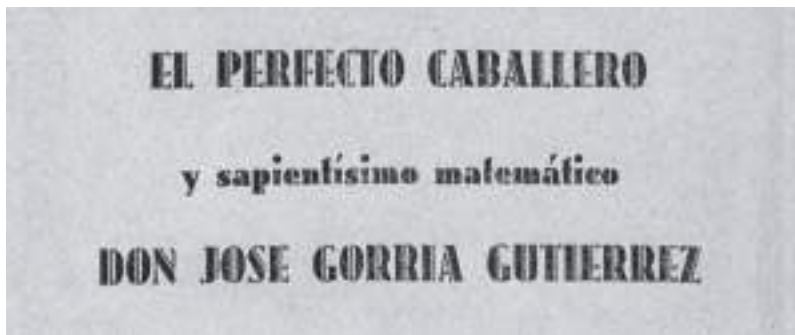 EL PERFECTO CABALLERO
y sapientísimo matemático
DON JOSE GORRIA GUTIERREZ